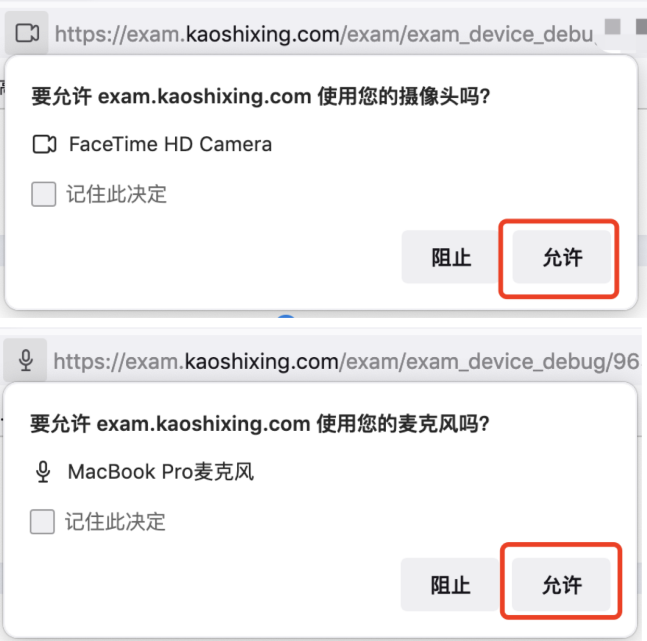 https://exam.kaoshixing.com/exam/exam_device_debu
要允许 exam.kaoshixing.com 使用您的摄像头吗?
FaceTime HD Camera
记住此决定
阻止
允许
https://exam.kaoshixing.com/exam/exam_device_debug/96
要允许 exam.kaoshixing.com 使用您的麦克风吗?
MacBook Pro麦克风
记住此决定
阻止
允许